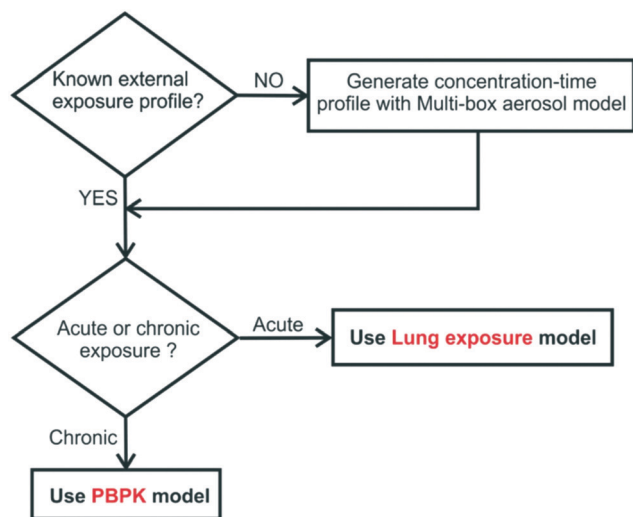 Known external
exposure profile?
NO
Generate concentration-time
profile with Multi-box aerosol model
YES
Acute or chronic
exposure ?
Acute
Use Lung exposure model
Chronic
Use PBPK model